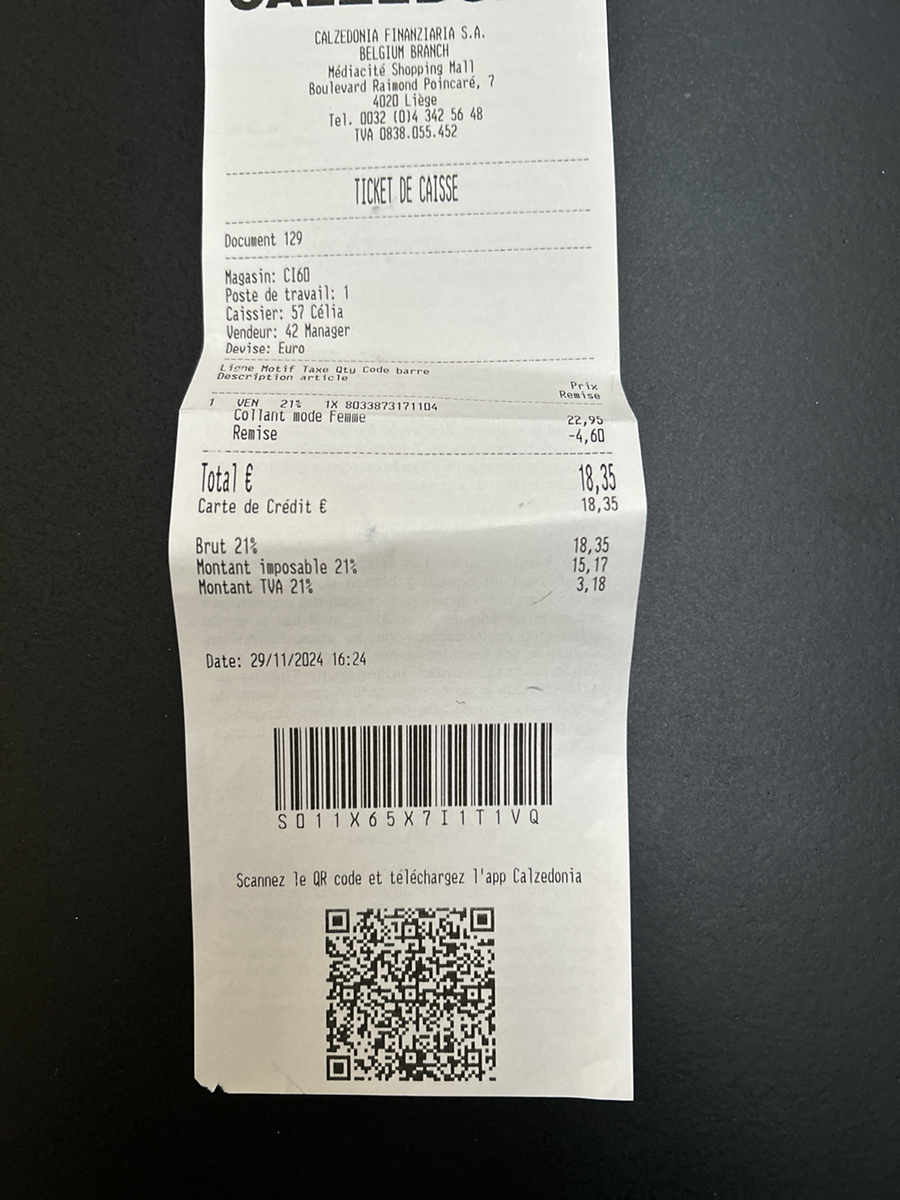 CALZEDONIA FINANZIARIA S.A.
BELGIUM BRANCH
Médiacité Shopping Mall
Boulevard Raimond Poincaré, 7
4020 Liège
Tel. 0032 (0)4 342 56 48
TVA 0838.055.452
TICKET DE CAISSE
Document 129
Magasin: CI60
Poste de travail: 1
Caissier: 57 Célia
Vendeur: 42 Manager
Devise: Euro
Ligne Motif Taxe Qty Code barre
Description article Prix
Remise
1 VEN 21% 1X 8033873171104
Collant mode Femme 22,95
Remise -4,60
Total € 18,35
Carte de Crédit € 18,35
Brut 21% 18,35
Montant imposable 21% 15,17
Montant TVA 21% 3,18
Date: 29/11/2024 16:24
S011X65X7I1T1VQ
Scannez le QR code et téléchargez l'app Calzedonia